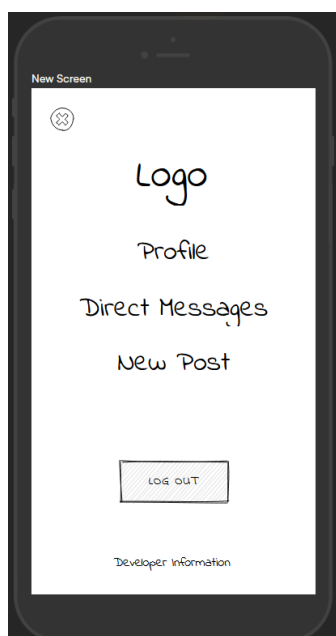 New Screen
Logo
Profile
Direct Messages
New Post
LOG OUT
Developer Information